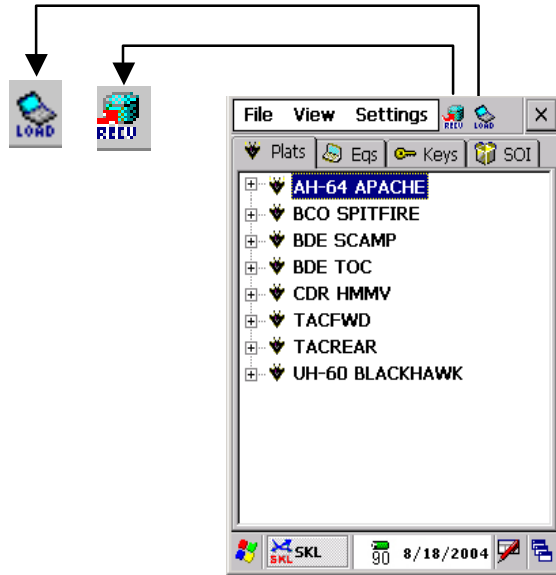 LOAD
RECV
File View Settings RECV LOAD
Plats Eqs Keys SOI
AH-64 APACHE
BCO SPITFIRE
BDE SCAMP
BDE TOC
CDR HMMV
TACFWD
TACREAR
UH-60 BLACKHAWK
SKL SKL 90 8/18/2004